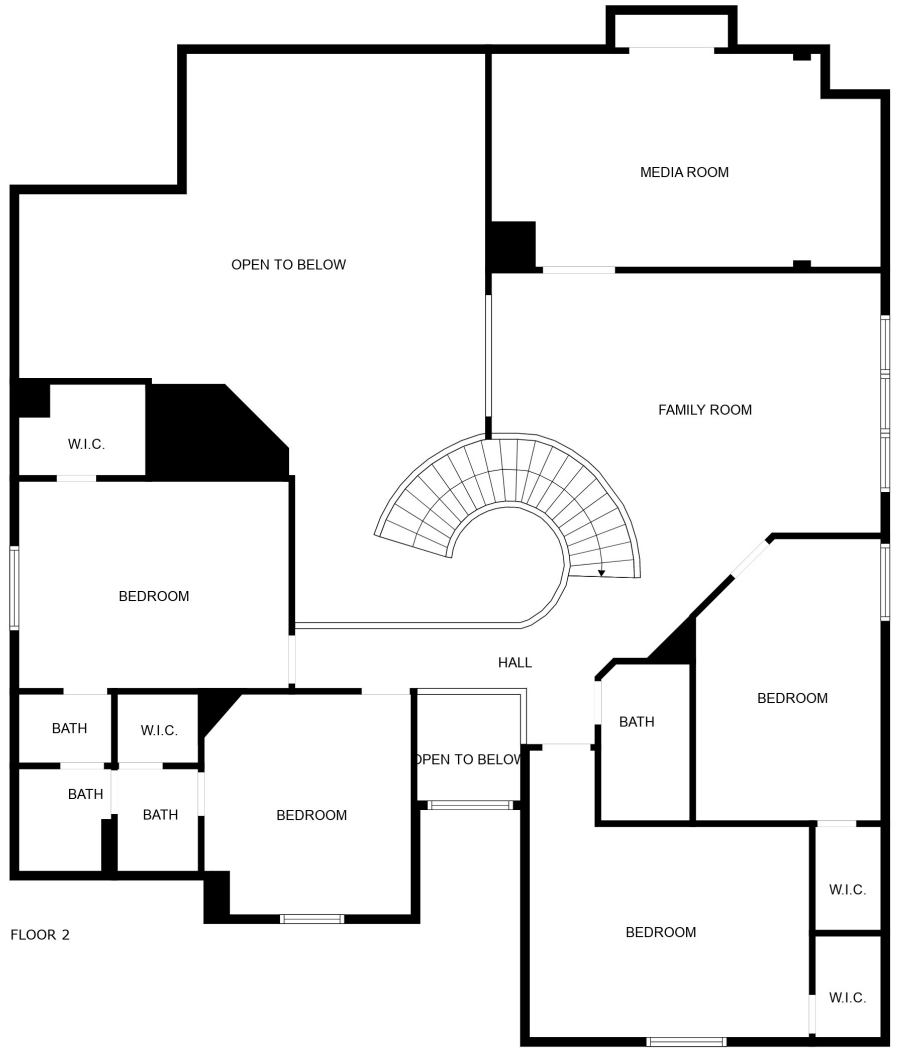 MEDIA ROOM
OPEN TO BELOW
FAMILY ROOM
W.I.C.
BEDROOM
HALL
BEDROOM
BATH
BATH
W.I.C.
OPEN TO BELOW
BATH
BATH
BEDROOM
W.I.C.
BEDROOM
FLOOR 2
W.I.C.